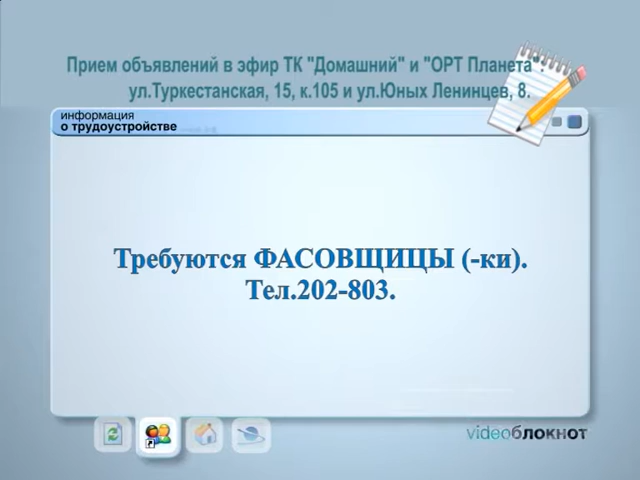 Прием объявлений в эфир ТК "Домашний" и "ОРТ Планета":
ул.Туркестанская, 15, к.105 и ул.Юных Ленинцев, 8.
информация
о трудоустройстве
Требуются ФАСОВЩИЦЫ (-ки).
Тел.202-803.
videoблокнот